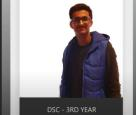 DSC - 3RD YEAR